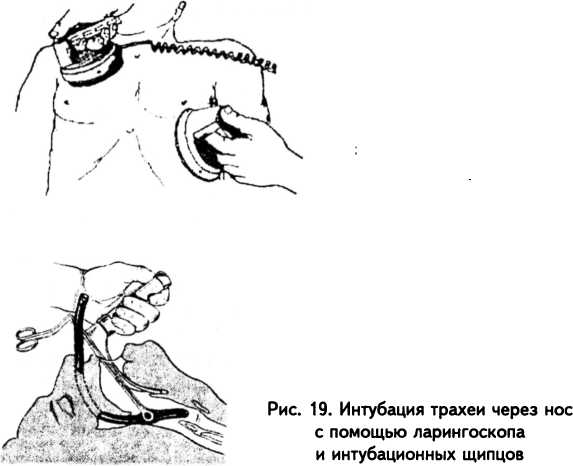 Рис. 19. Интубация трахеи через нос
с помощью ларингоскопа
и интубационных щипцов